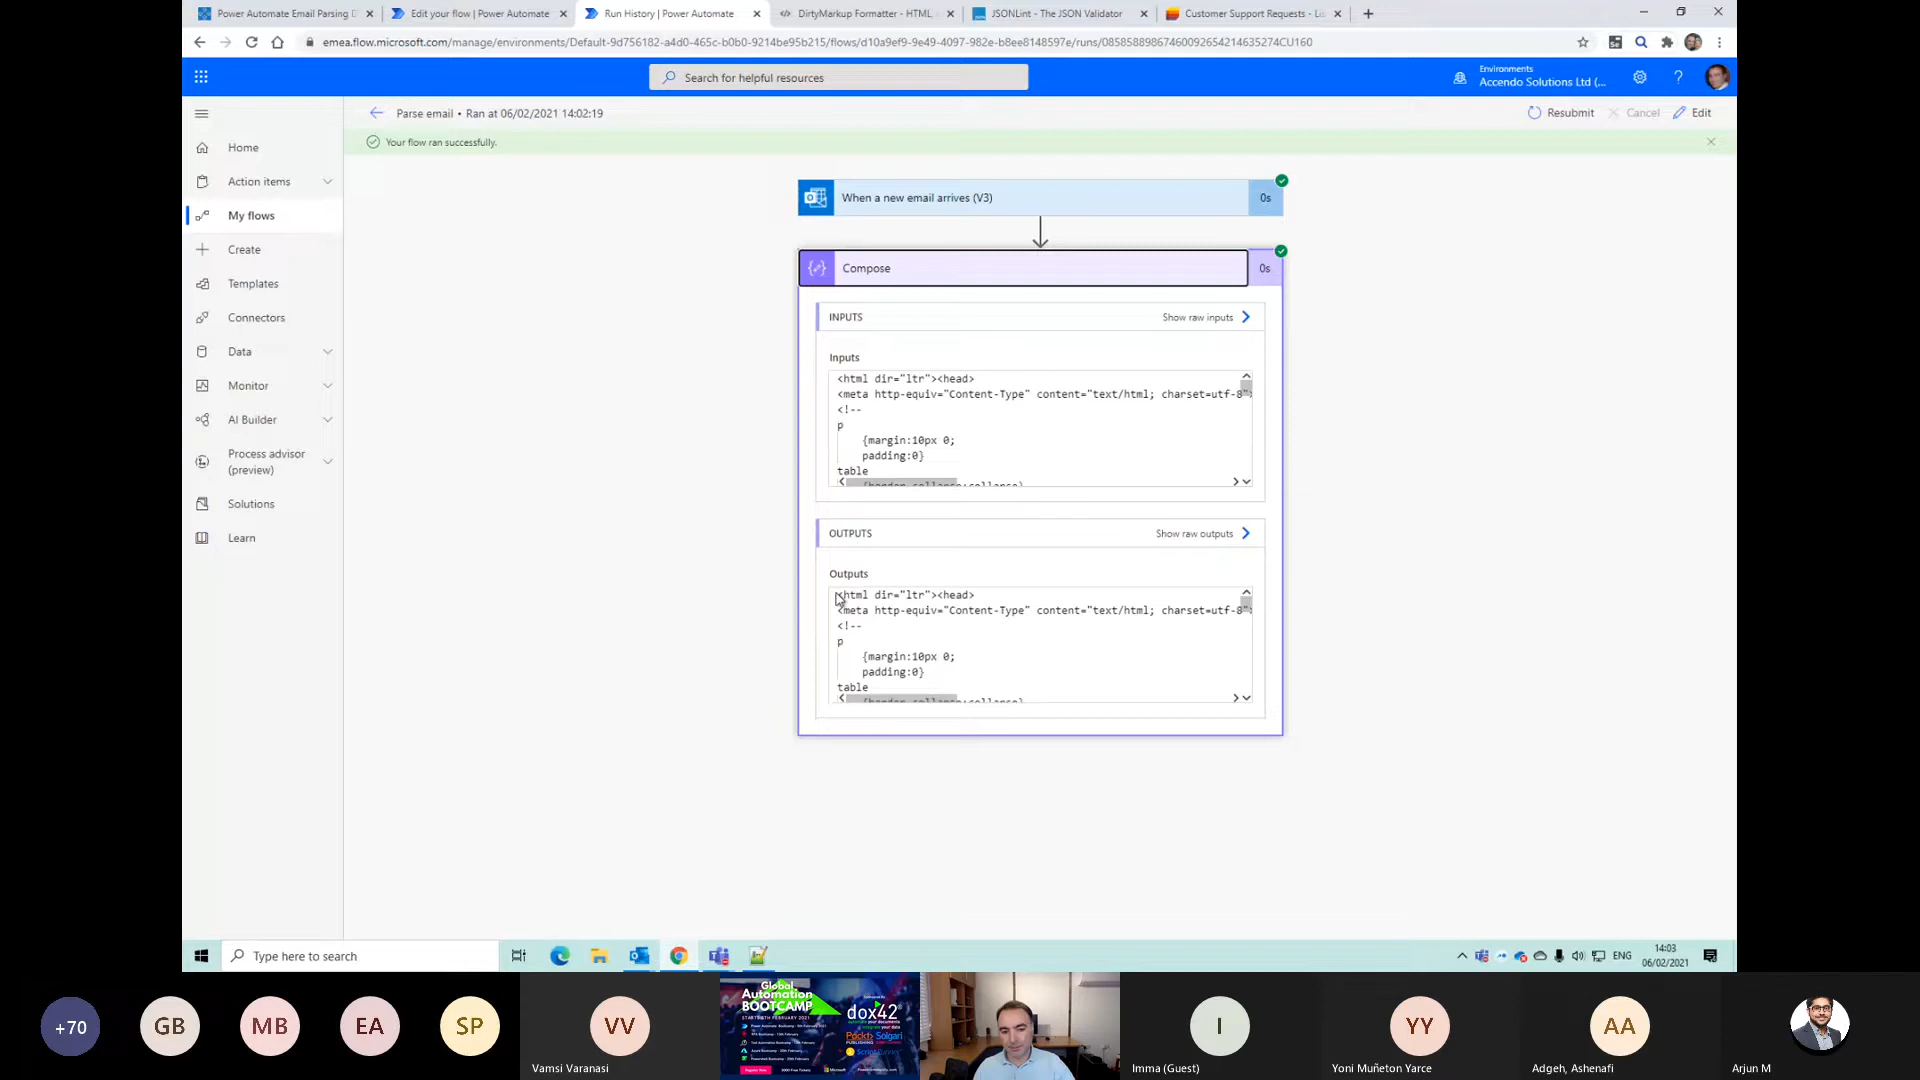 Power Automate Email Parsing
Edit your flow | Power Automate
Run History | Power Automate
DirtyMarkup Formatter - HTML,
JSONLint - The JSON Validator
Customer Support Requests - Lis
emea.flow.microsoft.com/manage/environments/Default-9d756182-a4d0-465c-b0b0-9214be95b215/flows/d10a9ef9-9e49-4097-982e-b8ee8148597e/runs/08585889867460092654214635274CU160
Search for helpful resources
Environments
Accendo Solutions Ltd (...
Parse email • Ran at 06/02/2021 14:02:19
Resubmit
Cancel
Edit
Your flow ran successfully.
Home
Action items
My flows
Create
Templates
Connectors
Data
Monitor
AI Builder
Process advisor
(preview)
Solutions
Learn
When a new email arrives (V3)
0s
Compose
0s
INPUTS
Show raw inputs
Inputs
<html dir="ltr"><head>
<meta http-equiv="Content-Type" content="text/html; charset=utf-8">
<!--
p
{margin:10px 0;
padding:0}
table
{border-collapse:collapse}
OUTPUTS
Show raw outputs
Outputs
<html dir="ltr"><head>
<meta http-equiv="Content-Type" content="text/html; charset=utf-8">
<!--
p
{margin:10px 0;
padding:0}
table
{border-collapse:collapse}
Type here to search
ENG
14:03
06/02/2021
+70
GB
MB
EA
SP
VV
Vamsi Varanasi
Global
Automation
BOOTCAMP
dox42
I
Imma (Guest)
YY
Yoni Muñeton Yarce
AA
Adgeh, Ashenafi
Arjun M